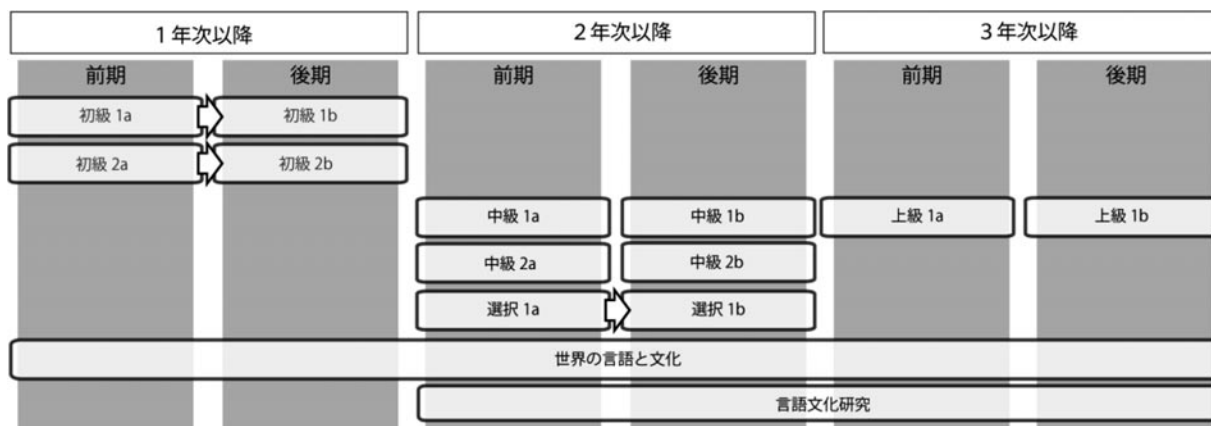 1年次以降 2年次以降 3年次以降
前期 後期 前期 後期 前期 後期
初級 1a 初級 1b
初級 2a 初級 2b
中級 1a 中級 1b 上級 1a 上級 1b
中級 2a 中級 2b
選択 1a 選択 1b
世界の言語と文化
言語文化研究